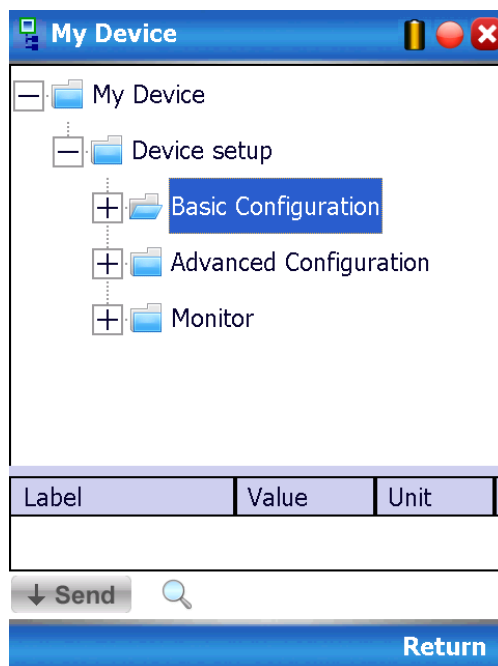 My Device
My Device
Device setup
Basic Configuration
Advanced Configuration
Monitor
Label Value Unit
Send
Return